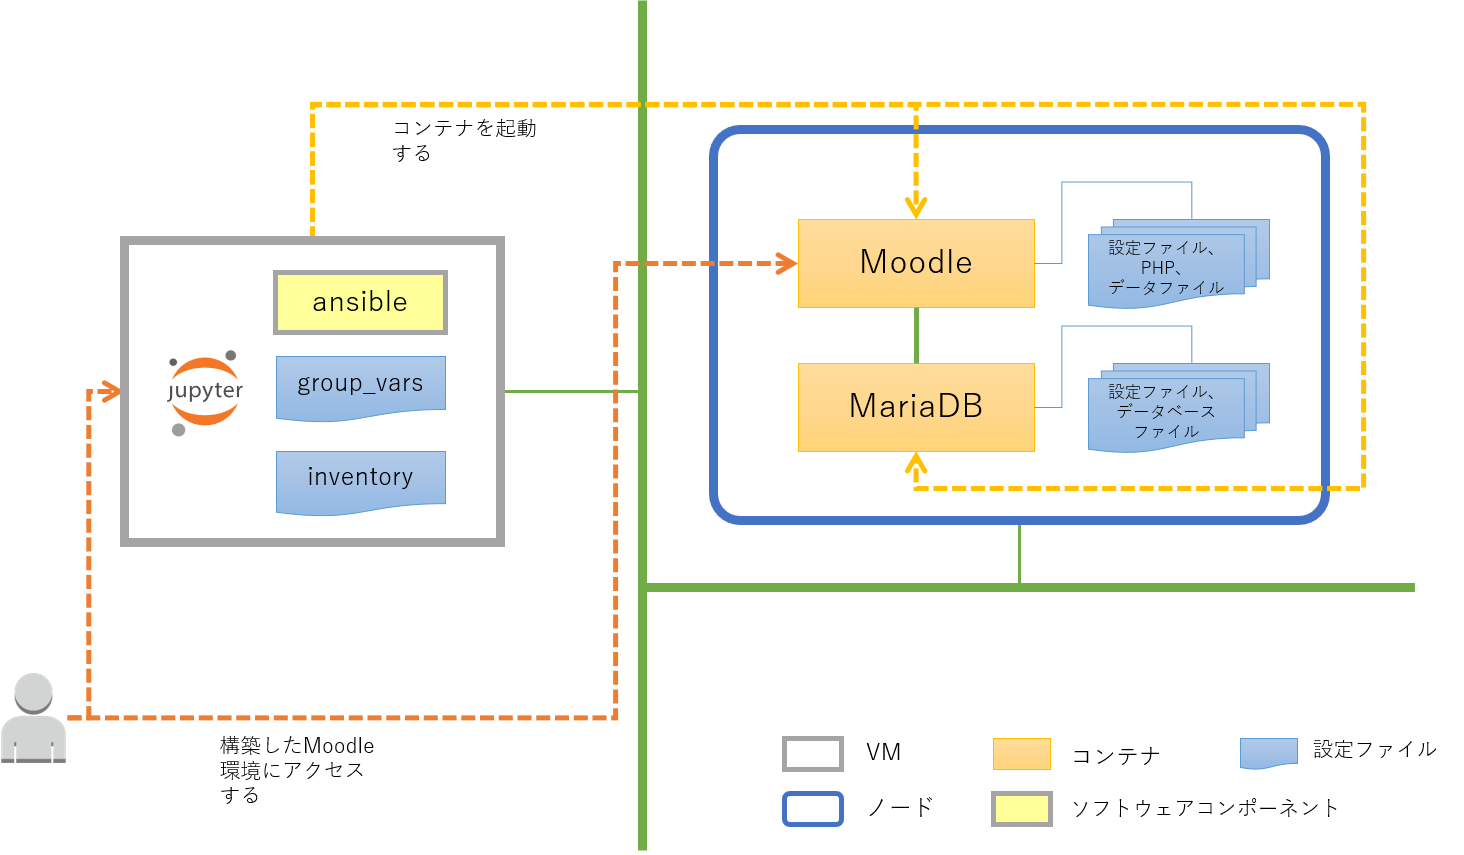 コンテナを起動
する
ansible
group_vars
inventory
jupyter
Moodle
設定ファイル、
PHP、
データファイル
MariaDB
設定ファイル、
データベース
ファイル
構築したMoodle
環境にアクセス
する
VM
コンテナ
設定ファイル
ノード
ソフトウェアコンポーネント